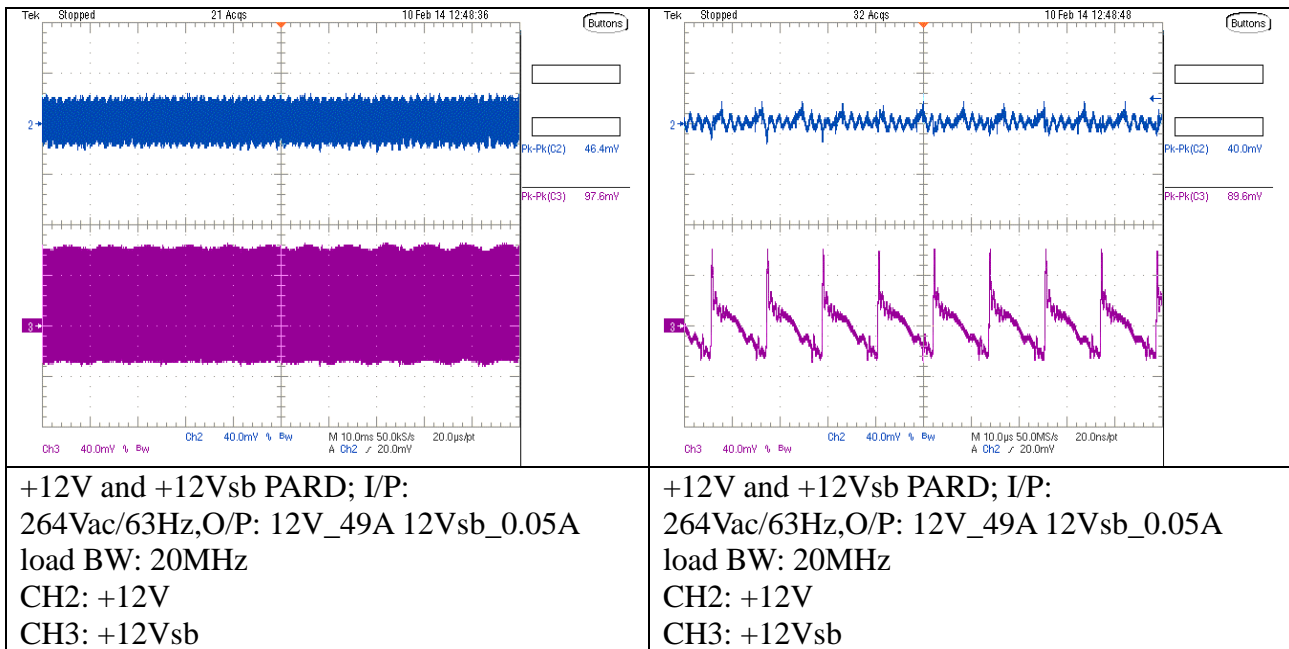 Tek Stopped 21 Acqs 10 Feb 14 12:48:36
Buttons
2
Pk-Pk(C2) 46.4mV
Pk-Pk(C3) 97.6mV
3
Ch2 40.0mV % Bw M 10.0ms 50.0kS/s 20.0µs/pt
Ch3 40.0mV % Bw A Ch2 20.0mV
Tek Stopped 32 Acqs 10 Feb 14 12:48:48
Buttons
2
Pk-Pk(C2) 40.0mV
Pk-Pk(C3) 89.6mV
3
Ch2 40.0mV % Bw M 10.0µs 50.0MS/s 20.0ns/pt
Ch3 40.0mV % Bw A Ch2 20.0mV
+12V and +12Vsb PARD; I/P:
264Vac/63Hz,O/P: 12V_49A 12Vsb_0.05A
load BW: 20MHz
CH2: +12V
CH3: +12Vsb
+12V and +12Vsb PARD; I/P:
264Vac/63Hz,O/P: 12V_49A 12Vsb_0.05A
load BW: 20MHz
CH2: +12V
CH3: +12Vsb